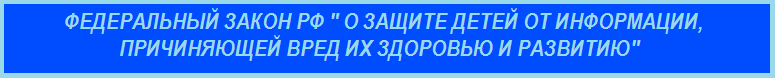 ФЕДЕРАЛЬНЫЙ ЗАКОН РФ " О ЗАЩИТЕ ДЕТЕЙ ОТ ИНФОРМАЦИИ,
ПРИЧИНЯЮЩЕЙ ВРЕД ИХ ЗДОРОВЬЮ И РАЗВИТИЮ"